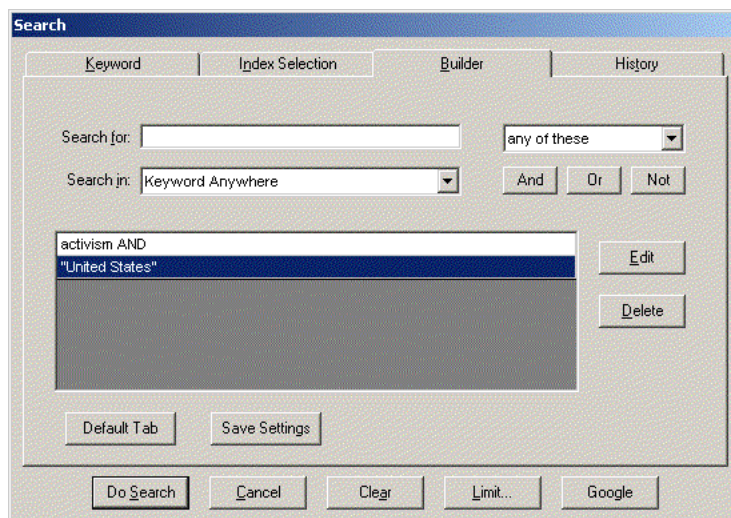 Search
Keyword Index Selection Builder History
Search for: any of these
Search in: Keyword Anywhere And Or Not
activism AND
"United States"
Edit
Delete
Default Tab Save Settings
Do Search Cancel Clear Limit... Google